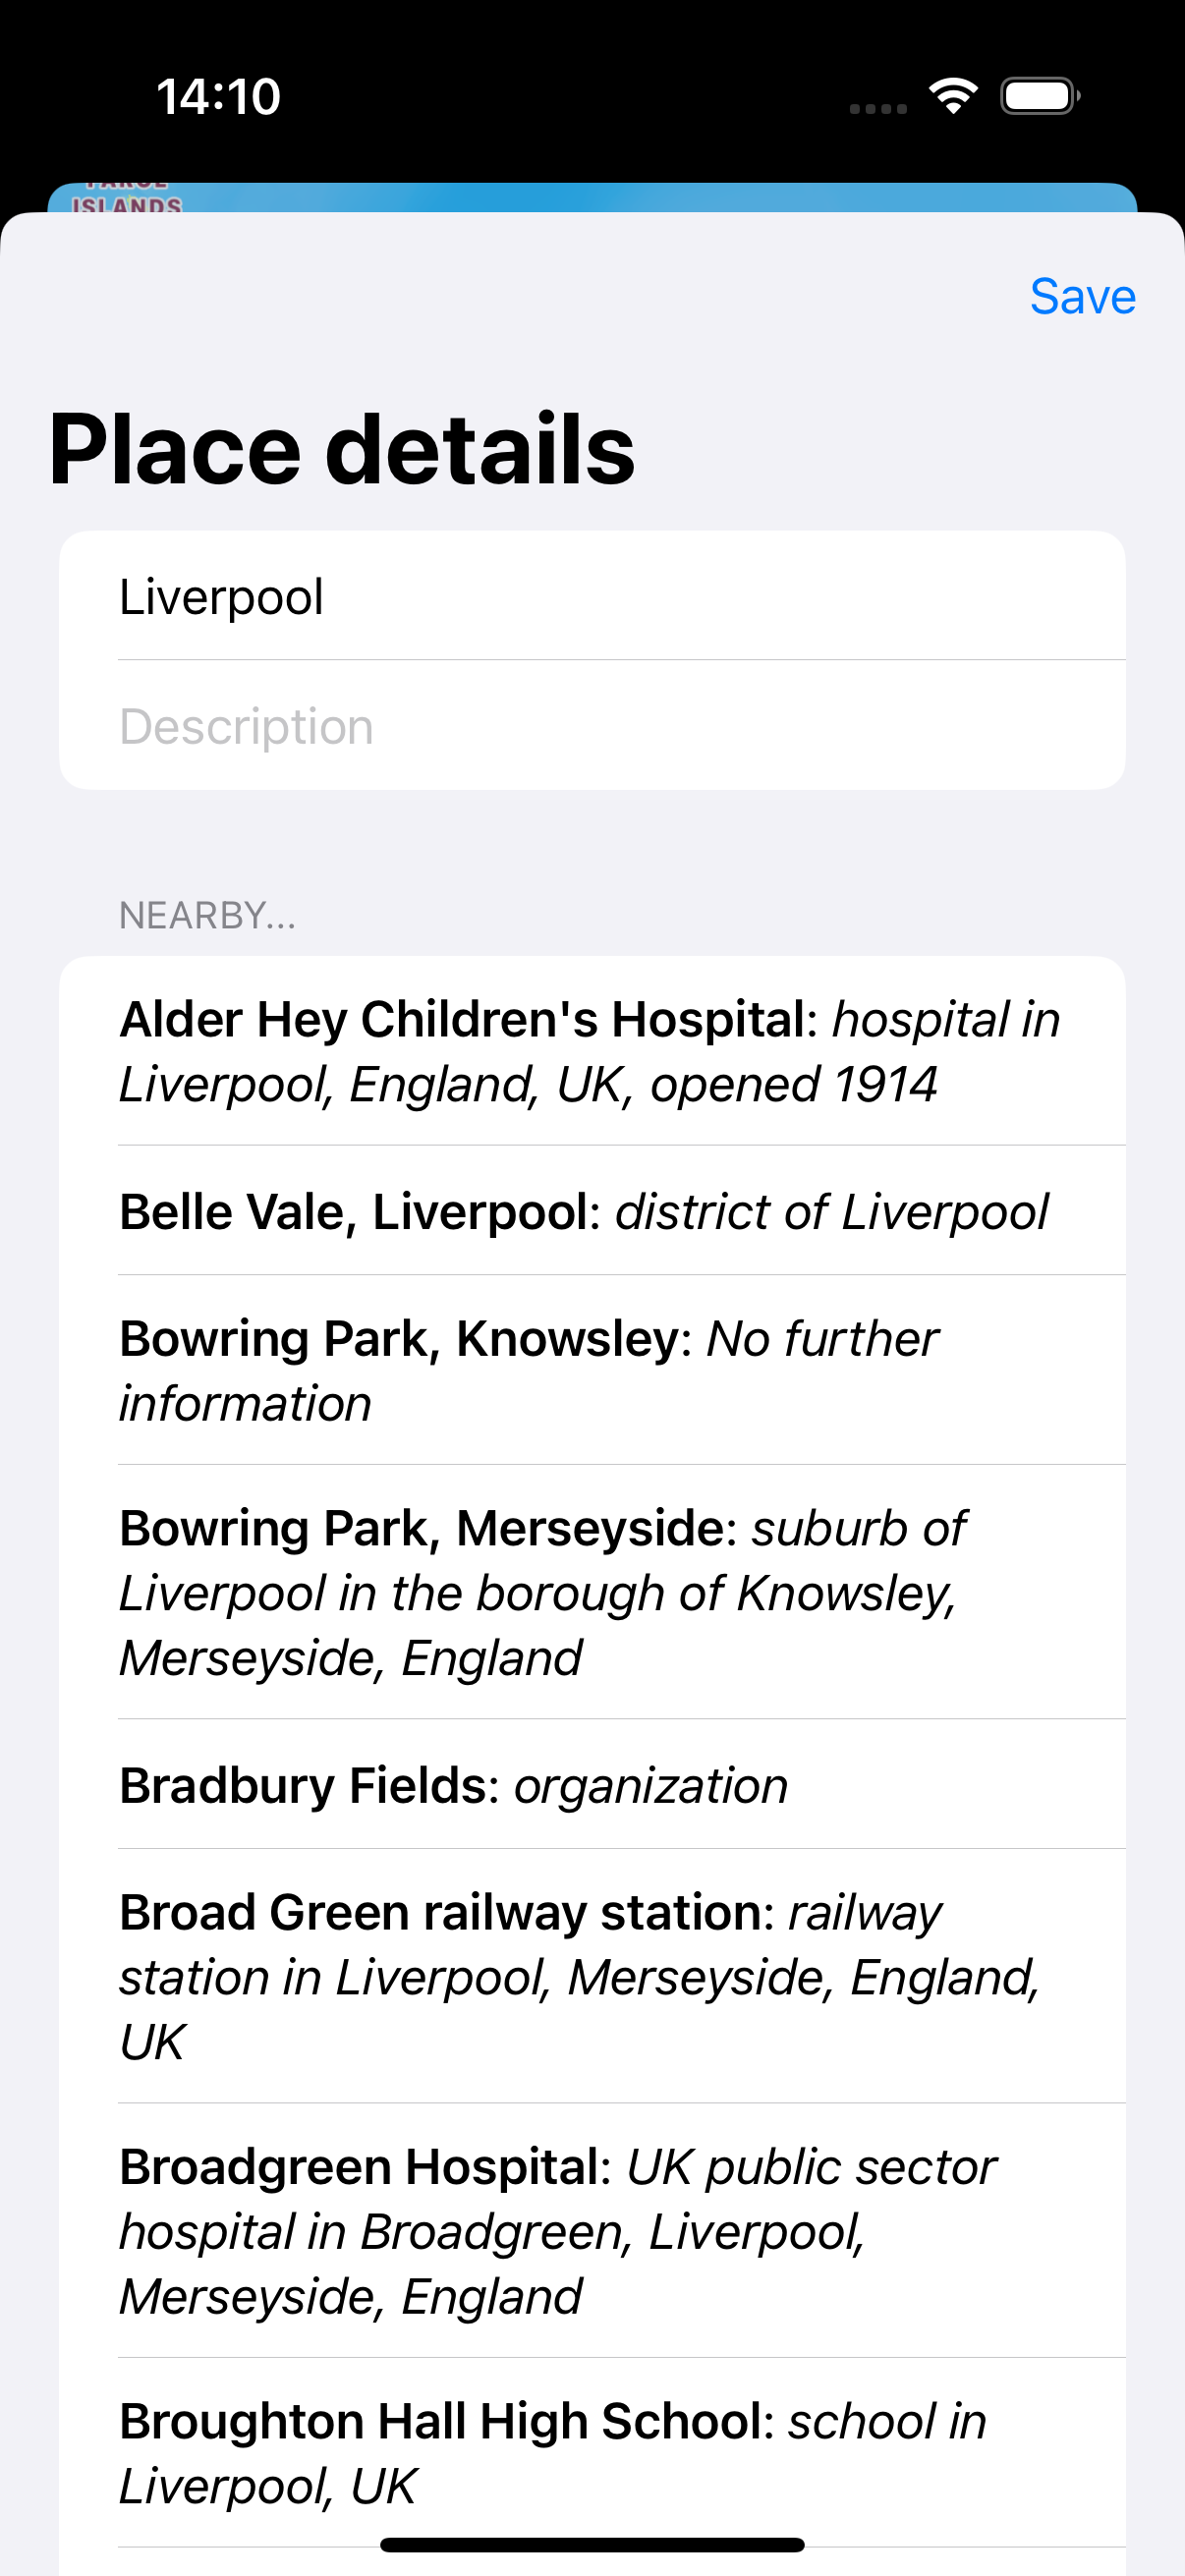 14:10
ISLANDS
Save
Place details
Liverpool
Description
NEARBY...
Alder Hey Children's Hospital: hospital in
Liverpool, England, UK, opened 1914
Belle Vale, Liverpool: district of Liverpool
Bowring Park, Knowsley: No further
information
Bowring Park, Merseyside: suburb of
Liverpool in the borough of Knowsley,
Merseyside, England
Bradbury Fields: organization
Broad Green railway station: railway
station in Liverpool, Merseyside, England,
UK
Broadgreen Hospital: UK public sector
hospital in Broadgreen, Liverpool,
Merseyside, England
Broughton Hall High School: school in
Liverpool, UK